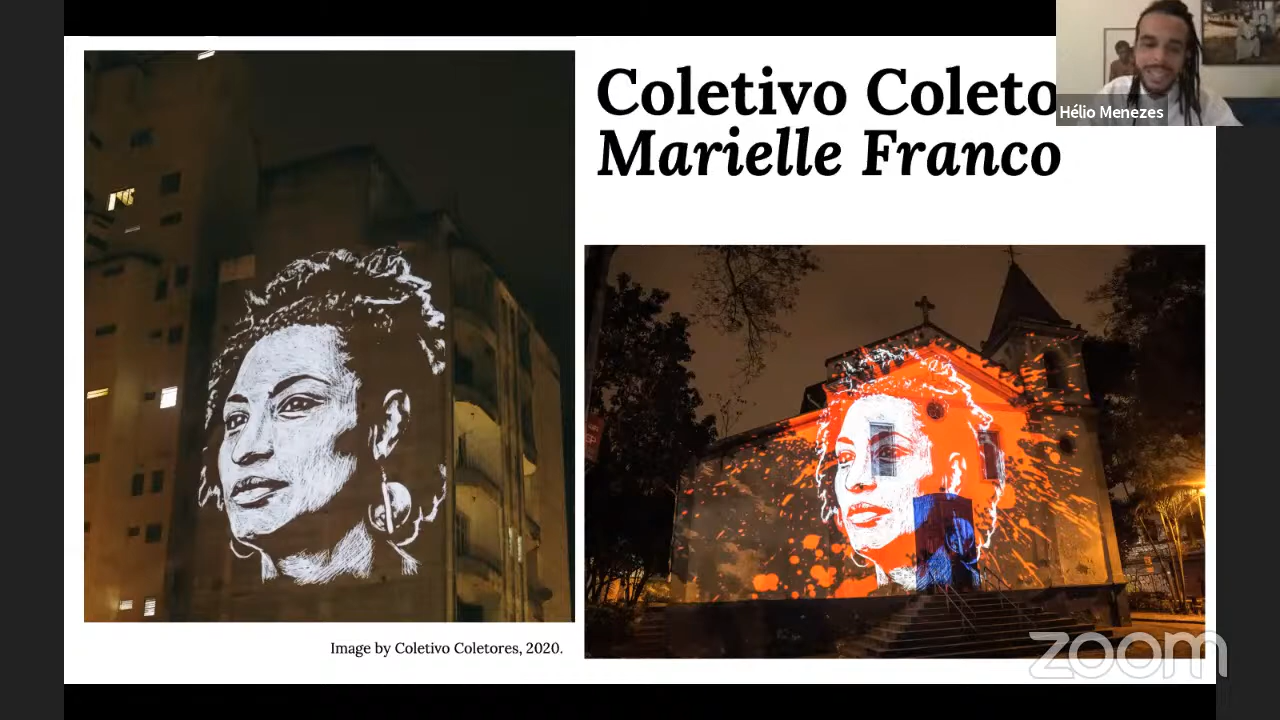 Coletivo Coleto
Marielle Franco
Hélio Menezes
Image by Coletivo Coletores, 2020.
zoom